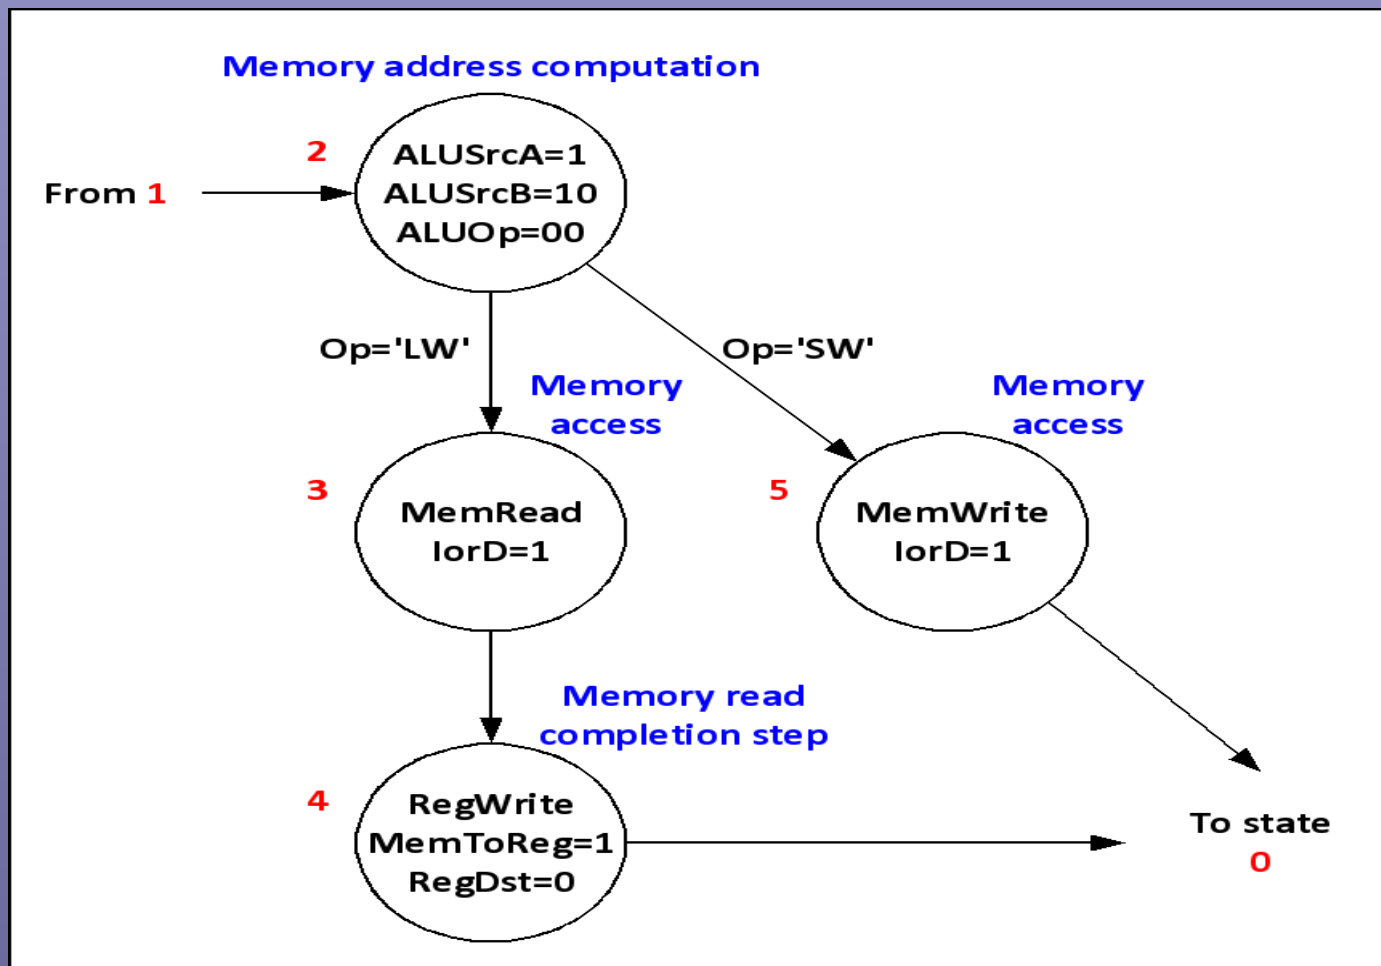 Memory address computation
2
ALUSrcA=1
From 1
ALUSrcB=10
ALUOp=00
Op='LW'
Op='SW'
Memory
access
Memory
access
3
MemRead
IorD=1
5
MemWrite
IorD=1
Memory read
completion step
4
RegWrite
MemToReg=1
RegDst=0
To state
0